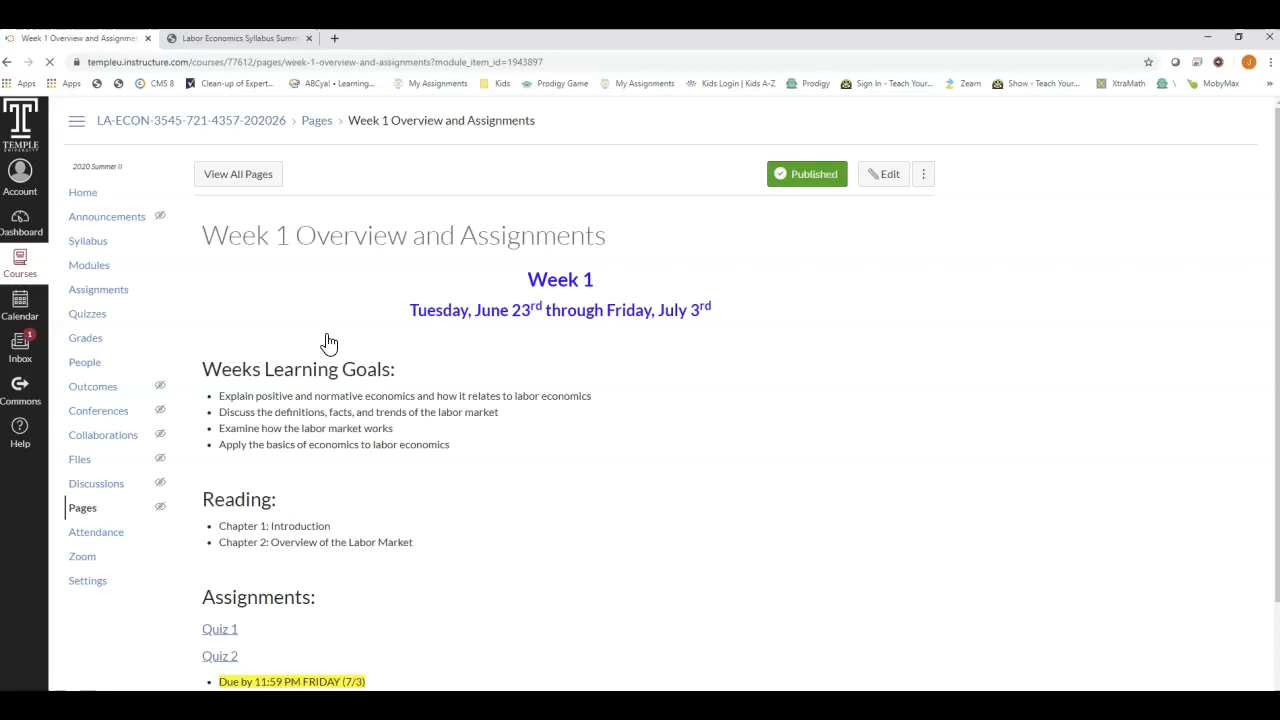 Week 1 Overview and Assignme
Labor Economics Syllabus Summ
templeu.instructure.com/courses/77612/pages/week-1-overview-and-assignments?module_item_id=1943897
J
Apps
Apps
CMS 8
Clean-up of Expert...
ABCya! • Learning...
My Assignments
Kids
Prodigy Game
My Assignments
Kids Login | Kids A-Z
Prodigy
Sign In - Teach Your...
Zearn
Show - Teach Your...
XtraMath
\
MobyMax
»
TEMPLE
UNIVERSITY
Account
Dashboard
Courses
Calendar
1
Inbox
Commons
Help
LA-ECON-3545-721-4357-202026 > Pages > Week 1 Overview and Assignments
2020 Summer II
Home
Announcements
Syllabus
Modules
Assignments
Quizzes
Grades
People
Outcomes
Conferences
Collaborations
Files
Discussions
Pages
Attendance
Zoom
Settings
View All Pages
Published
Edit
Week 1 Overview and Assignments
Week 1
Tuesday, June 23rd through Friday, July 3rd
Weeks Learning Goals:
• Explain positive and normative economics and how it relates to labor economics
• Discuss the definitions, facts, and trends of the labor market
• Examine how the labor market works
• Apply the basics of economics to labor economics
Reading:
• Chapter 1: Introduction
• Chapter 2: Overview of the Labor Market
Assignments:
Quiz 1
Quiz 2
• Due by 11:59 PM FRIDAY (7/3)